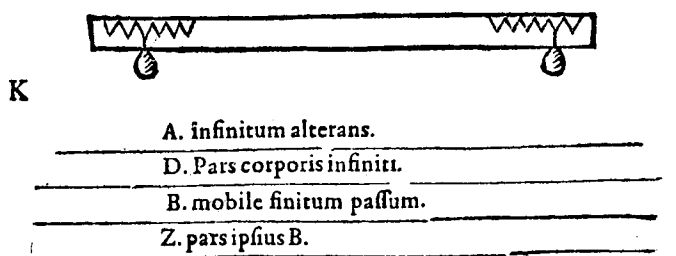 K
A. infinitum alterans.
D. Pars corporis infiniti.
B. mobile finitum paſſum.
Z. pars ipſius B.